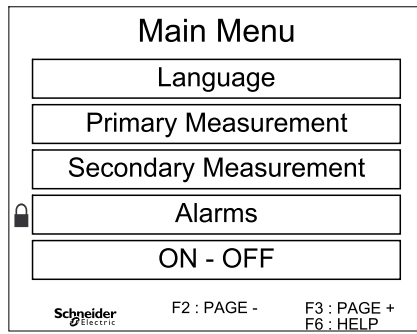 Main Menu
Language
Primary Measurement
Secondary Measurement
Alarms
ON - OFF
Schneider Electric
F2 : PAGE -
F3 : PAGE +
F6 : HELP